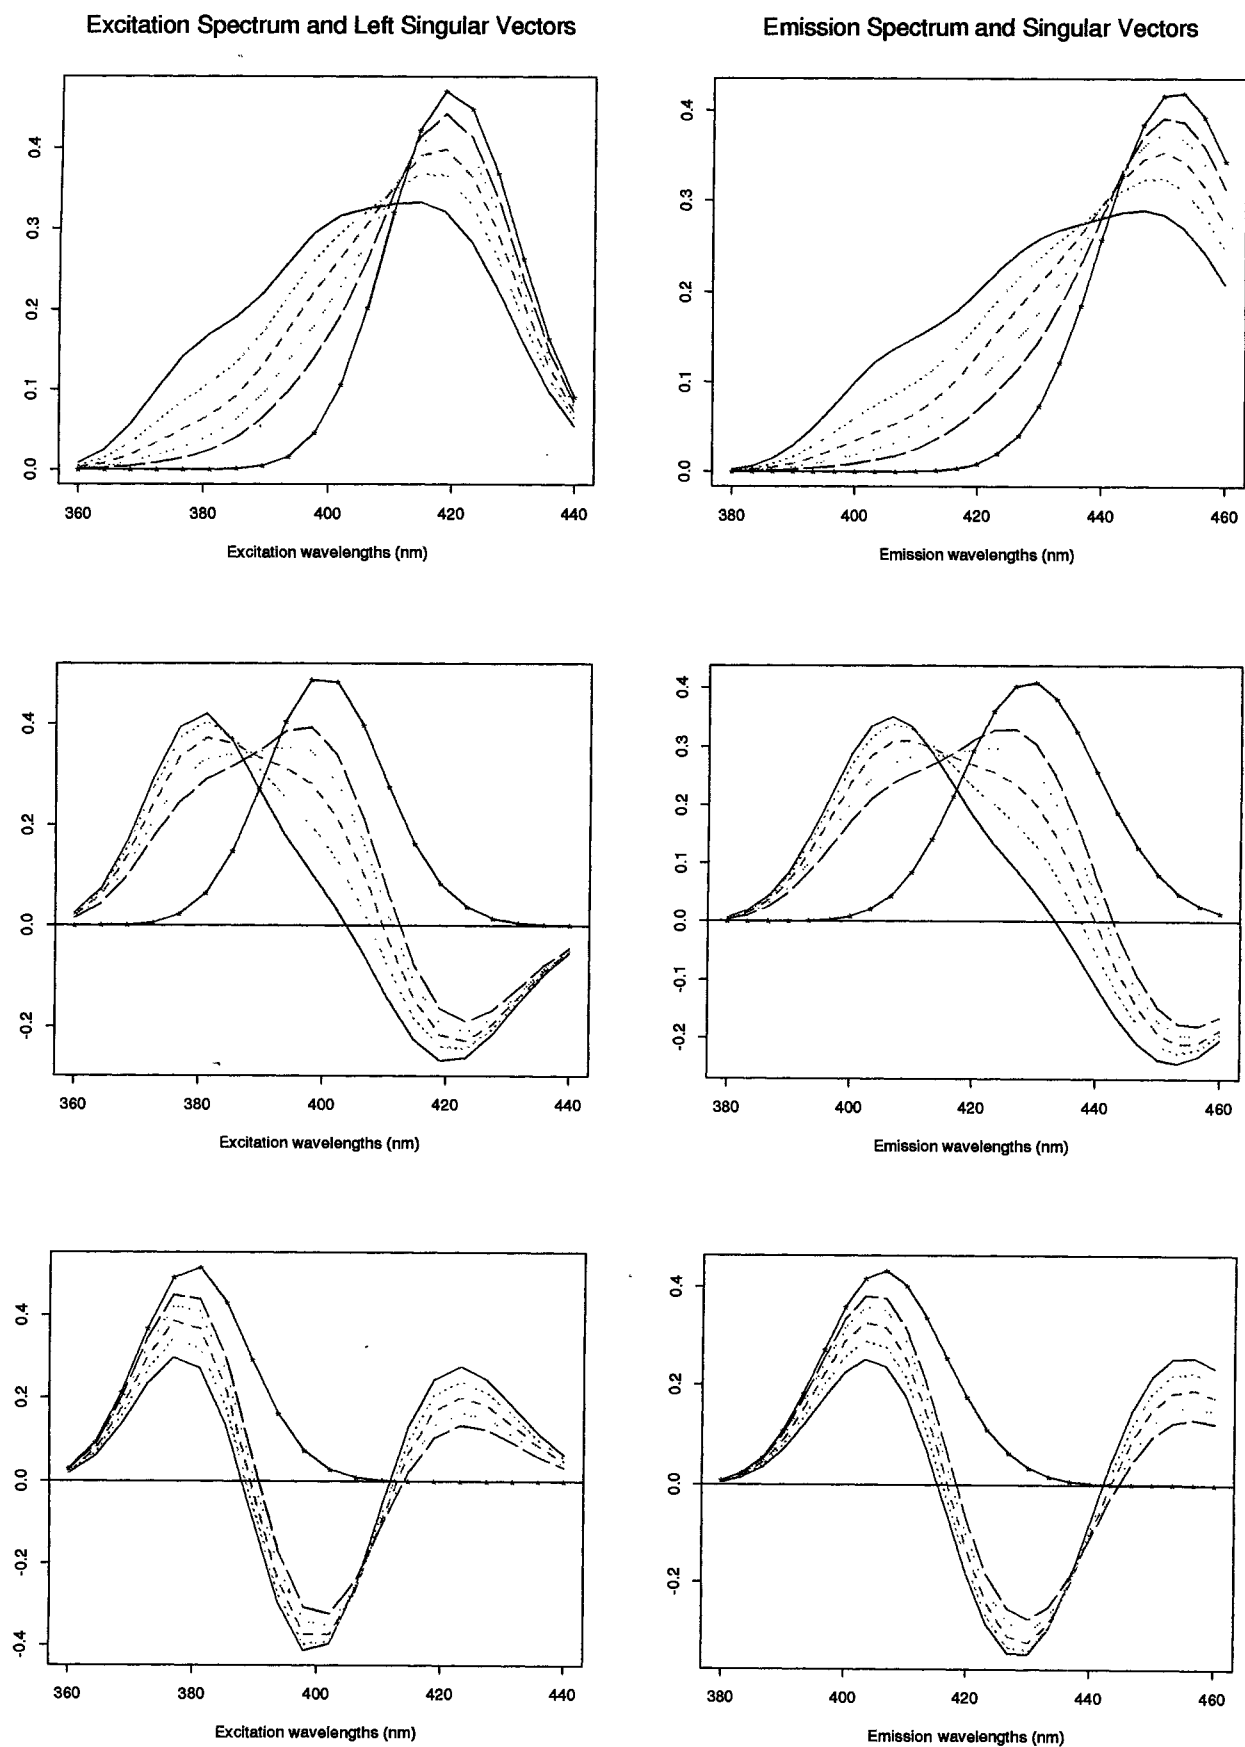 Excitation Spectrum and Left Singular Vectors
Emission Spectrum and Singular Vectors
0.4
0.3
0.2
0.1
0.0
360 380 400 420 440
Excitation wavelengths (nm)
0.4
0.3
0.2
0.1
0.0
380 400 420 440 460
Emission wavelengths (nm)
0.4
0.2
0.0
-0.2
360 380 400 420 440
Excitation wavelengths (nm)
0.4
0.3
0.2
0.1
0.0
-0.1
-0.2
380 400 420 440 460
Emission wavelengths (nm)
0.4
0.2
0.0
-0.2
-0.4
360 380 400 420 440
Excitation wavelengths (nm)
0.4
0.2
0.0
-0.2
380 400 420 440 460
Emission wavelengths (nm)